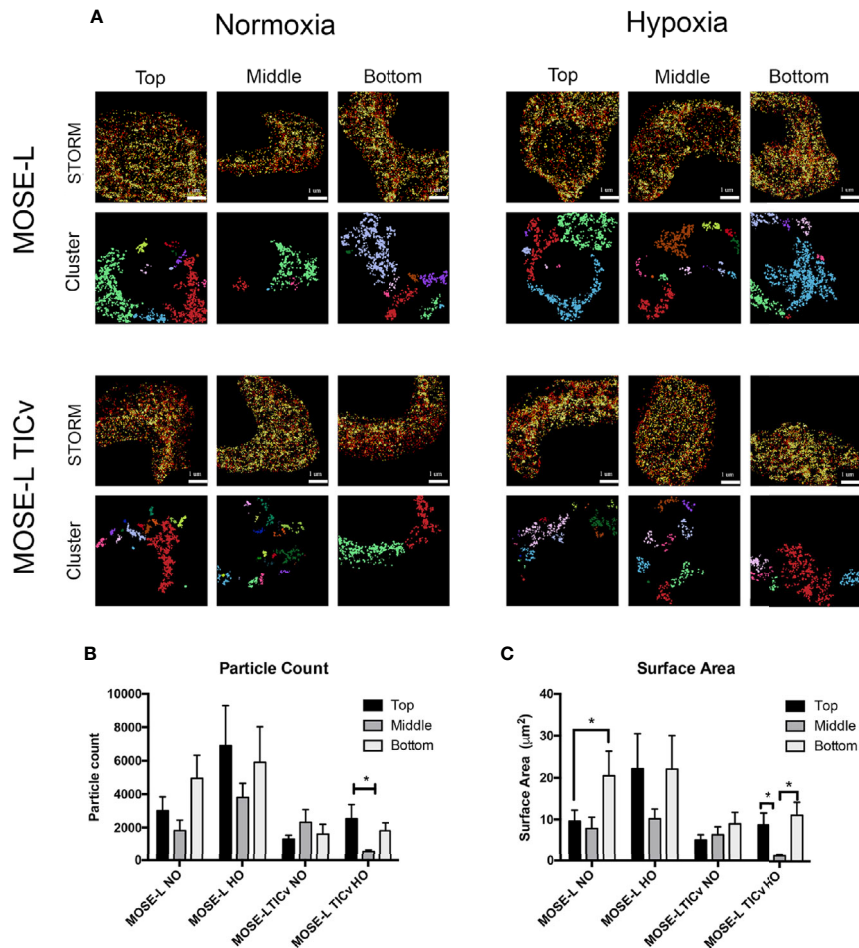 A
Normoxia
Hypoxia
Top
Middle
Bottom
Top
Middle
Bottom
MOSE-L
STORM
1 um
1 um
1 um
1 um
1 um
1 um
Cluster
MOSE-L TICv
STORM
1 um
1 um
1 um
1 um
1 um
1 um
Cluster
B
Particle Count
Particle count
10000
8000
6000
4000
2000
0
Top
Middle
Bottom
*
MOSE-L NO
MOSE-L HO
MOSE-LTICv NO
MOSE-L TICv HO
C
Surface Area
Surface Area (μm²)
40
30
20
10
0
Top
Middle
Bottom
*
*
*
MOSE-L NO
MOSE-L HO
MOSE-LTICv NO
MOSE-L TICv HO